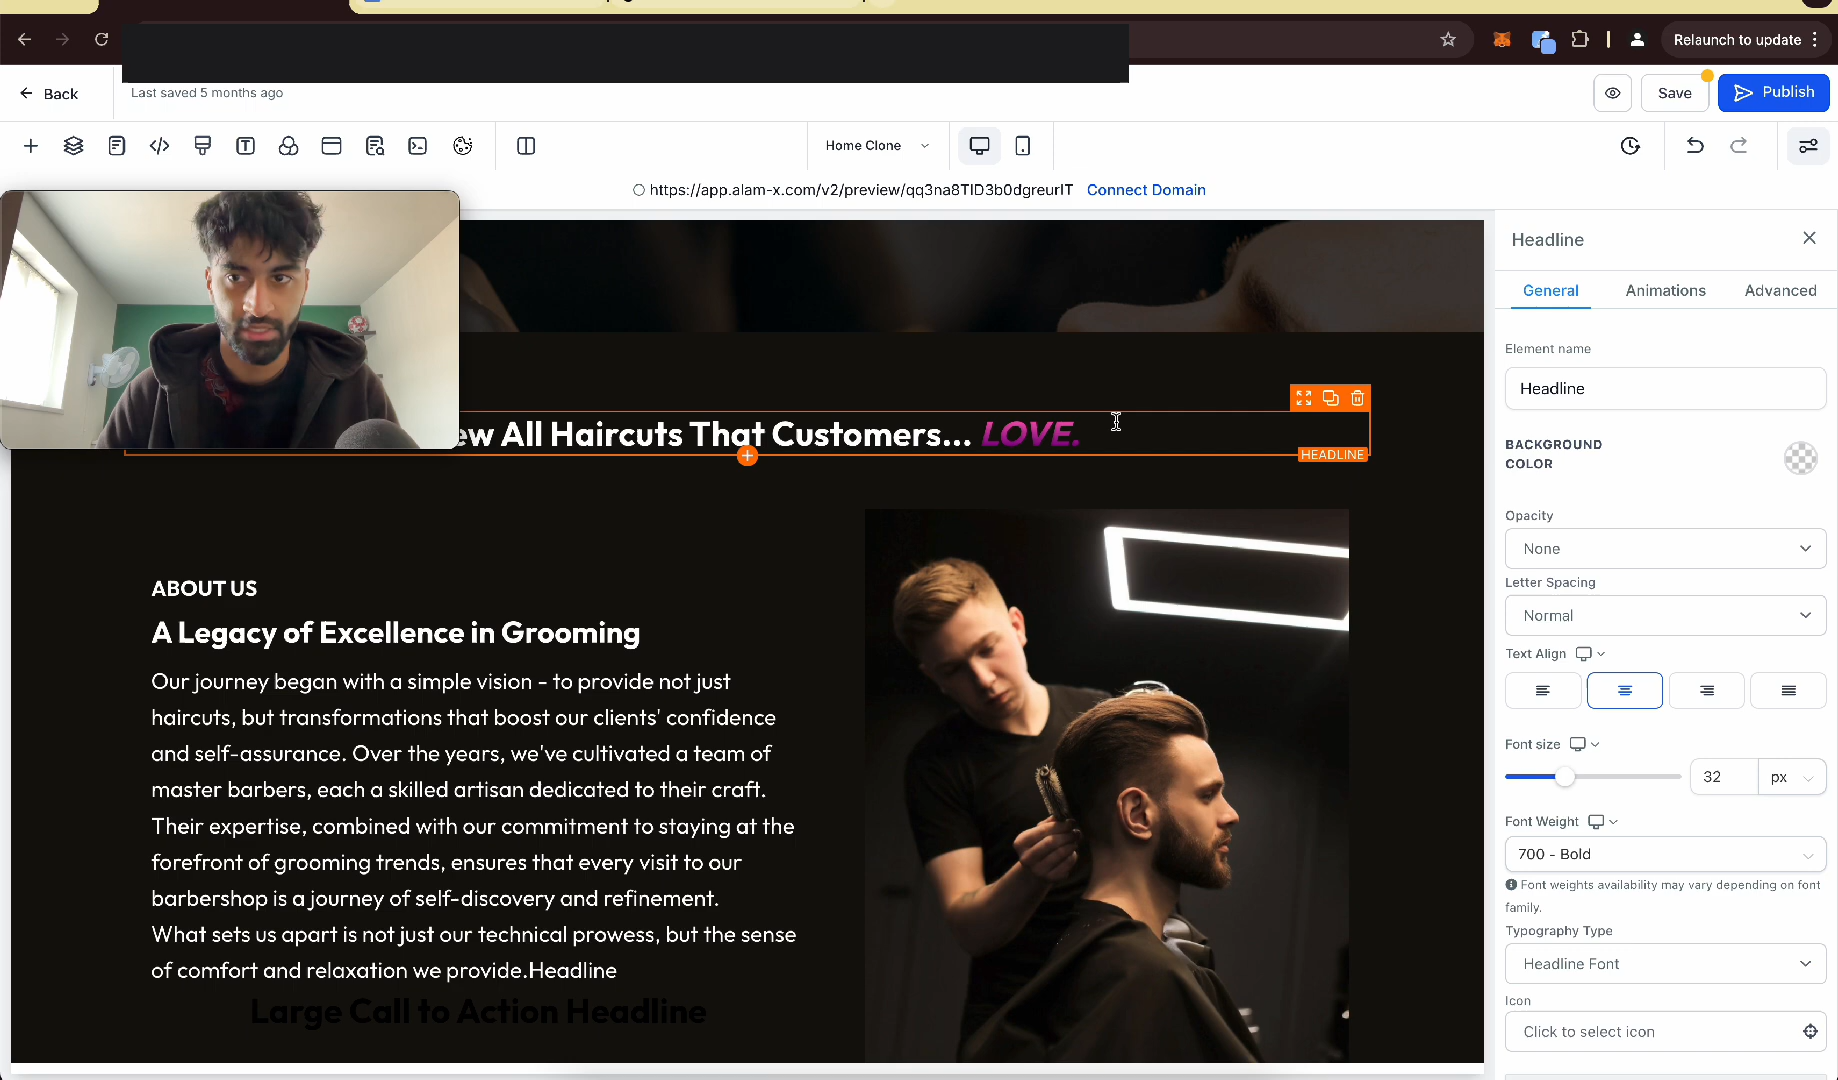 Relaunch to update
Back
Last saved 5 months ago
Save
Publish
Home Clone
https://app.alam-x.com/v2/preview/qq3na8TlD3b0dgreurIT Connect Domain
Headline
General Animations Advanced
Element name
Headline
BACKGROUND
COLOR
Opacity
None
Letter Spacing
Normal
Text Align
Font size
32 px
Font Weight
700 - Bold
Font weights availability may vary depending on font
family.
Typography Type
Headline Font
Icon
Click to select icon
ew All Haircuts That Customers... LOVE.
HEADLINE
ABOUT US
A Legacy of Excellence in Grooming
Our journey began with a simple vision - to provide not just
haircuts, but transformations that boost our clients' confidence
and self-assurance. Over the years, we've cultivated a team of
master barbers, each a skilled artisan dedicated to their craft.
Their expertise, combined with our commitment to staying at the
forefront of grooming trends, ensures that every visit to our
barbershop is a journey of self-discovery and refinement.
What sets us apart is not just our technical prowess, but the sense
of comfort and relaxation we provide.Headline
Large Call to Action Headline